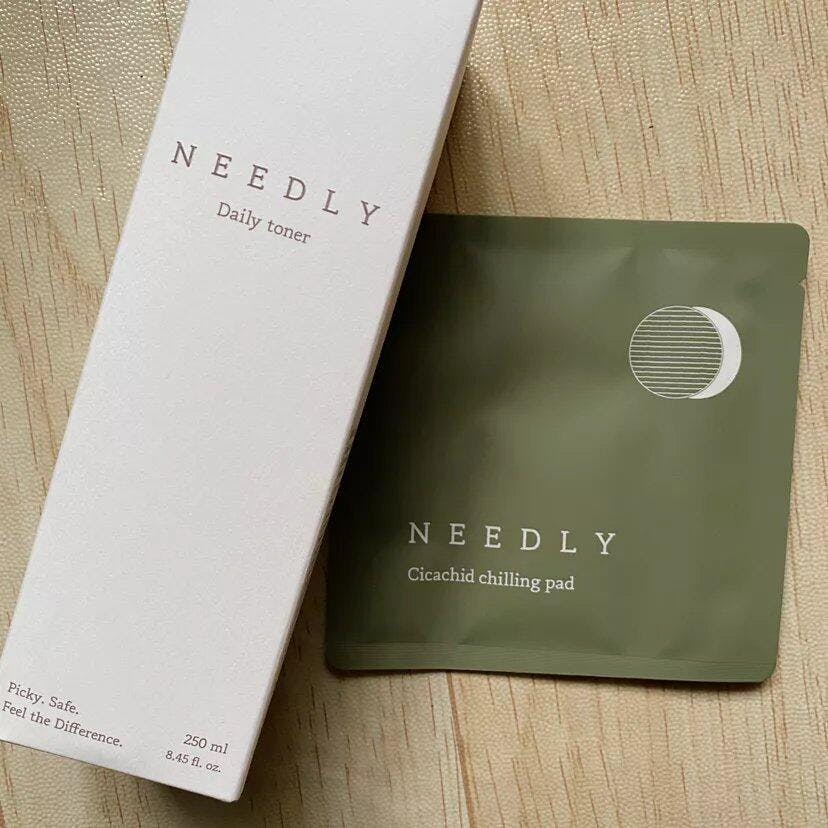 NEEDLY
Daily toner
Picky. Safe.
Feel the Difference.
250 ml
8.45 fl. oz.
NEEDLY
Cicachid chilling pad